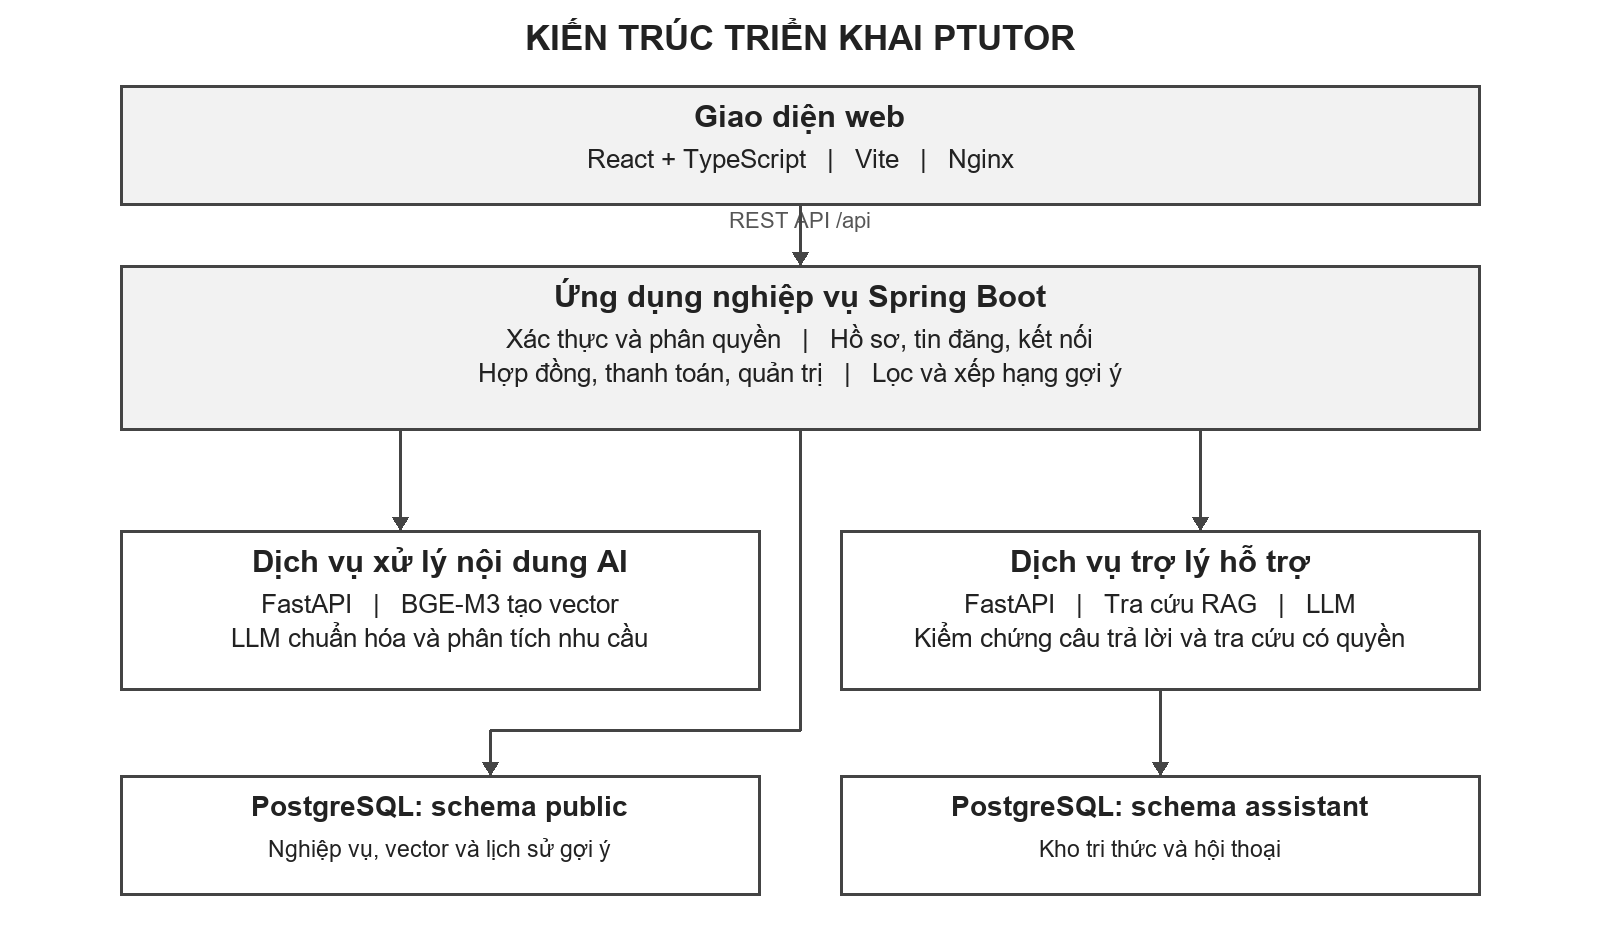 KIẾN TRÚC TRIỂN KHAI PTUTOR
Giao diện web
React + TypeScript | Vite | Nginx
REST API /api
Ứng dụng nghiệp vụ Spring Boot
Xác thực và phân quyền | Hồ sơ, tin đăng, kết nối
Hợp đồng, thanh toán, quản trị | Lọc và xếp hạng gợi ý
Dịch vụ xử lý nội dung AI
FastAPI | BGE-M3 tạo vector
LLM chuẩn hóa và phân tích nhu cầu
Dịch vụ trợ lý hỗ trợ
FastAPI | Tra cứu RAG | LLM
Kiểm chứng câu trả lời và tra cứu có quyền
PostgreSQL: schema public
Nghiệp vụ, vector và lịch sử gợi ý
PostgreSQL: schema assistant
Kho tri thức và hội thoại